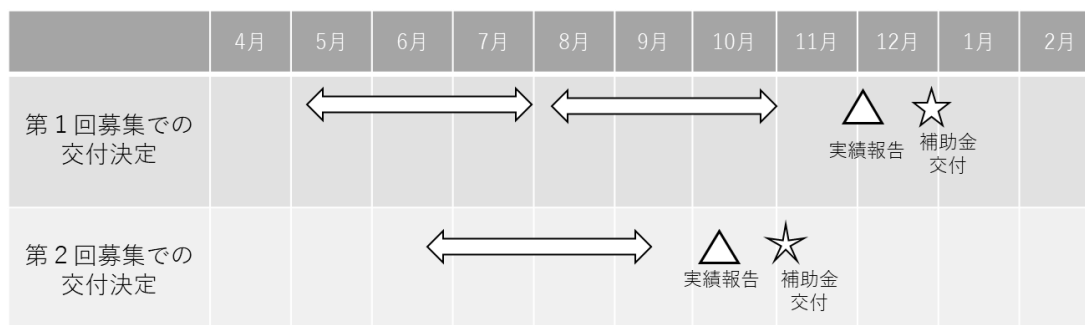 4月 5月 6月 7月 8月 9月 10月 11月 12月 1月 2月
第1回募集での
交付決定
実績報告
補助金
交付
第2回募集での
交付決定
実績報告
補助金
交付